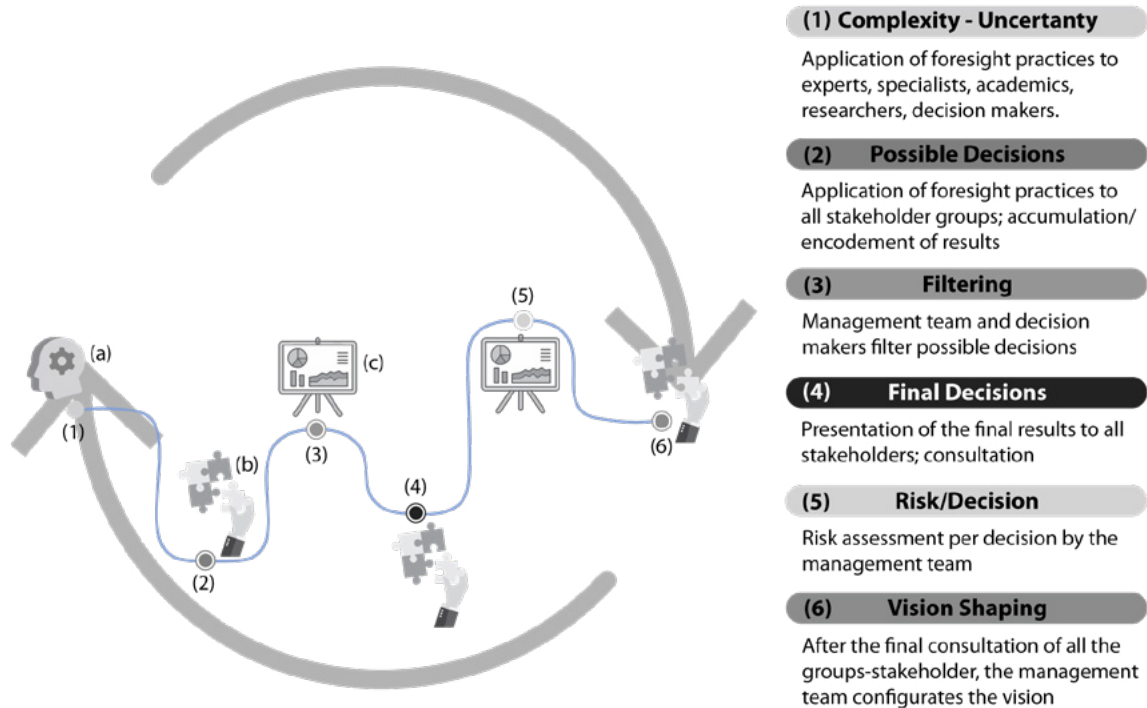 (1) Complexity - Uncertanty
Application of foresight practices to
experts, specialists, academics,
researchers, decision makers.
(2) Possible Decisions
Application of foresight practices to
all stakeholder groups; accumulation/
encodement of results
(3) Filtering
Management team and decision
makers filter possible decisions
(4) Final Decisions
Presentation of the final results to all
stakeholders; consultation
(5) Risk/Decision
Risk assessment per decision by the
management team
(6) Vision Shaping
After the final consultation of all the
groups-stakeholder, the management
team configurates the vision
(a)
(1)
(b)
(2)
(c)
(3)
(4)
(5)
(6)